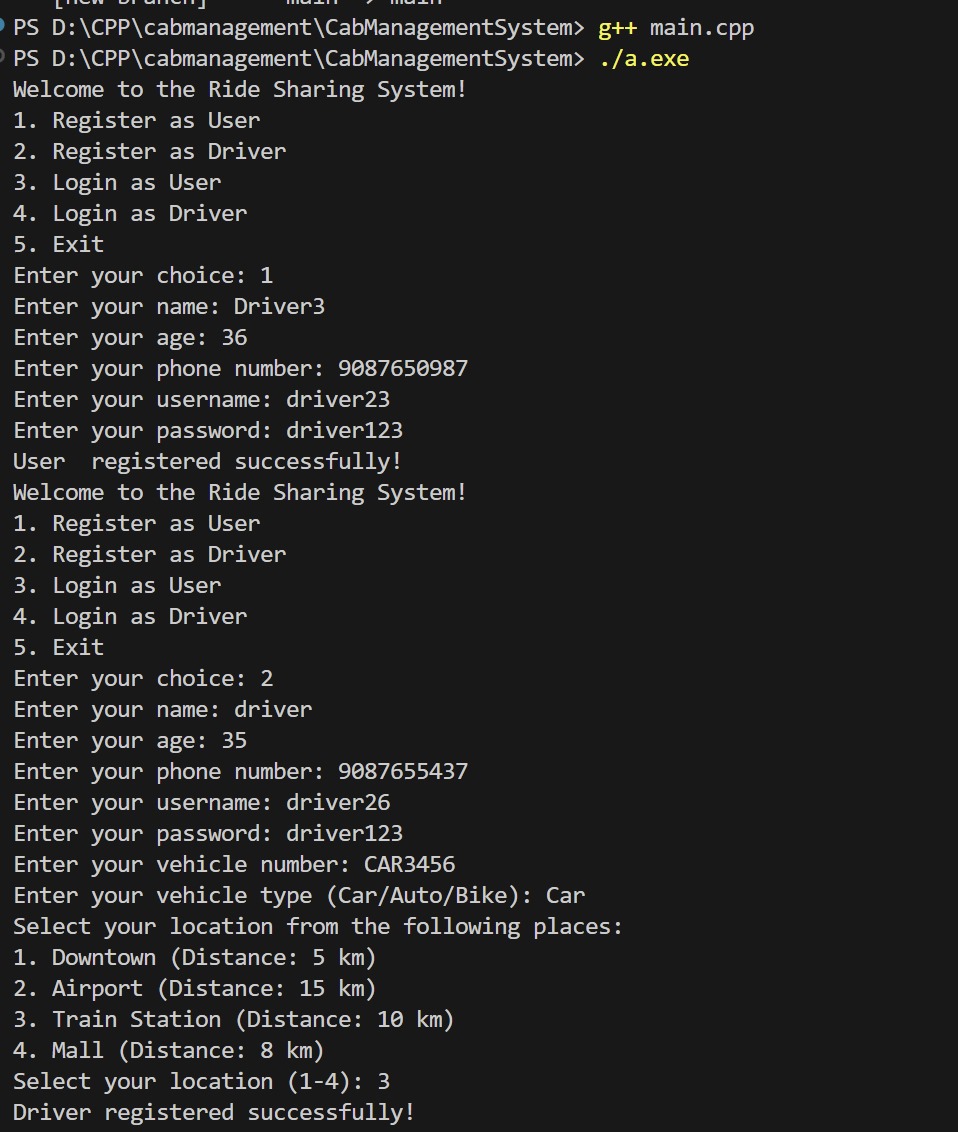 [new branch] main -> main
PS D:\CPP\cabmanagement\CabManagementSystem> g++ main.cpp
PS D:\CPP\cabmanagement\CabManagementSystem> ./a.exe
Welcome to the Ride Sharing System!
1. Register as User
2. Register as Driver
3. Login as User
4. Login as Driver
5. Exit
Enter your choice: 1
Enter your name: Driver3
Enter your age: 36
Enter your phone number: 9087650987
Enter your username: driver23
Enter your password: driver123
User  registered successfully!
Welcome to the Ride Sharing System!
1. Register as User
2. Register as Driver
3. Login as User
4. Login as Driver
5. Exit
Enter your choice: 2
Enter your name: driver
Enter your age: 35
Enter your phone number: 9087655437
Enter your username: driver26
Enter your password: driver123
Enter your vehicle number: CAR3456
Enter your vehicle type (Car/Auto/Bike): Car
Select your location from the following places:
1. Downtown (Distance: 5 km)
2. Airport (Distance: 15 km)
3. Train Station (Distance: 10 km)
4. Mall (Distance: 8 km)
Select your location (1-4): 3
Driver registered successfully!